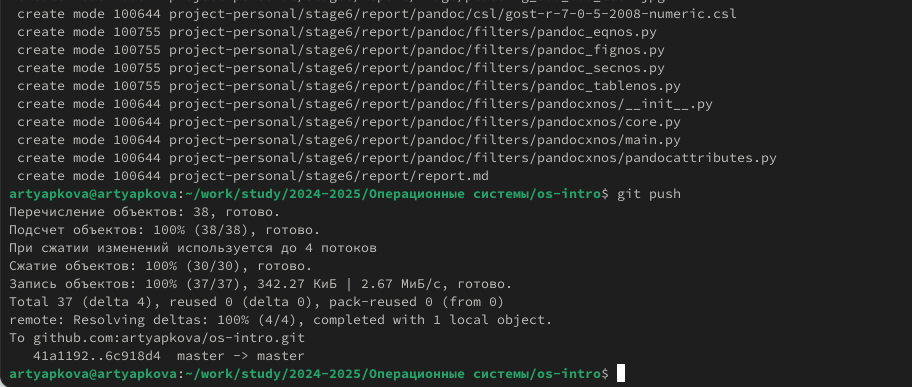 create mode 100644 project-personal/stage6/report/pandoc/csl/gost-r-7-0-5-2008-numeric.csl
create mode 100755 project-personal/stage6/report/pandoc/filters/pandoc_eqnos.py
create mode 100755 project-personal/stage6/report/pandoc/filters/pandoc_fignos.py
create mode 100755 project-personal/stage6/report/pandoc/filters/pandoc_secnos.py
create mode 100755 project-personal/stage6/report/pandoc/filters/pandoc_tablenos.py
create mode 100644 project-personal/stage6/report/pandoc/filters/pandocxnos/__init__.py
create mode 100644 project-personal/stage6/report/pandoc/filters/pandocxnos/core.py
create mode 100644 project-personal/stage6/report/pandoc/filters/pandocxnos/main.py
create mode 100644 project-personal/stage6/report/pandoc/filters/pandocxnos/pandocattributes.py
create mode 100644 project-personal/stage6/report/report.md
artyapkova@artyapkova:~/work/study/2024-2025/Операционные системы/os-intro$ git push
Перечисление объектов: 38, готово.
Подсчет объектов: 100% (38/38), готово.
При сжатии изменений используется до 4 потоков
Сжатие объектов: 100% (30/30), готово.
Запись объектов: 100% (37/37), 342.27 КиБ | 2.67 МиБ/с, готово.
Total 37 (delta 4), reused 0 (delta 0), pack-reused 0 (from 0)
remote: Resolving deltas: 100% (4/4), completed with 1 local object.
To github.com:artyapkova/os-intro.git
41a1192..6c918d4  master -> master
artyapkova@artyapkova:~/work/study/2024-2025/Операционные системы/os-intro$